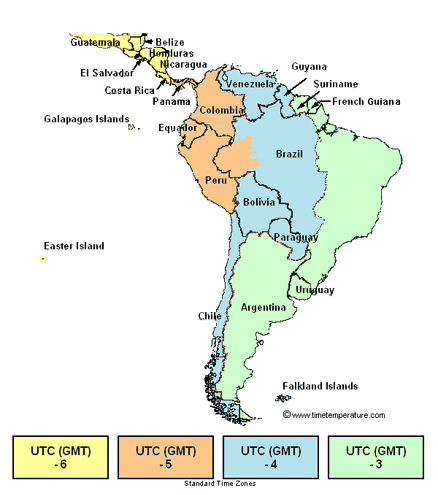 Guatemala
Belize
Honduras
Nicaragua
El Salvador
Costa Rica
Panama
Guyana
Venezuela
Suriname
French Guiana
Colombia
Galapagos Islands
Equador
Brazil
Peru
Bolivia
Paraguay
Easter Island
Uruguay
Argentina
Chile
Falkland Islands
©www.timetemperature.com
UTC (GMT)
- 6
UTC (GMT)
- 5
UTC (GMT)
- 4
UTC (GMT)
- 3
Standard Time Zones